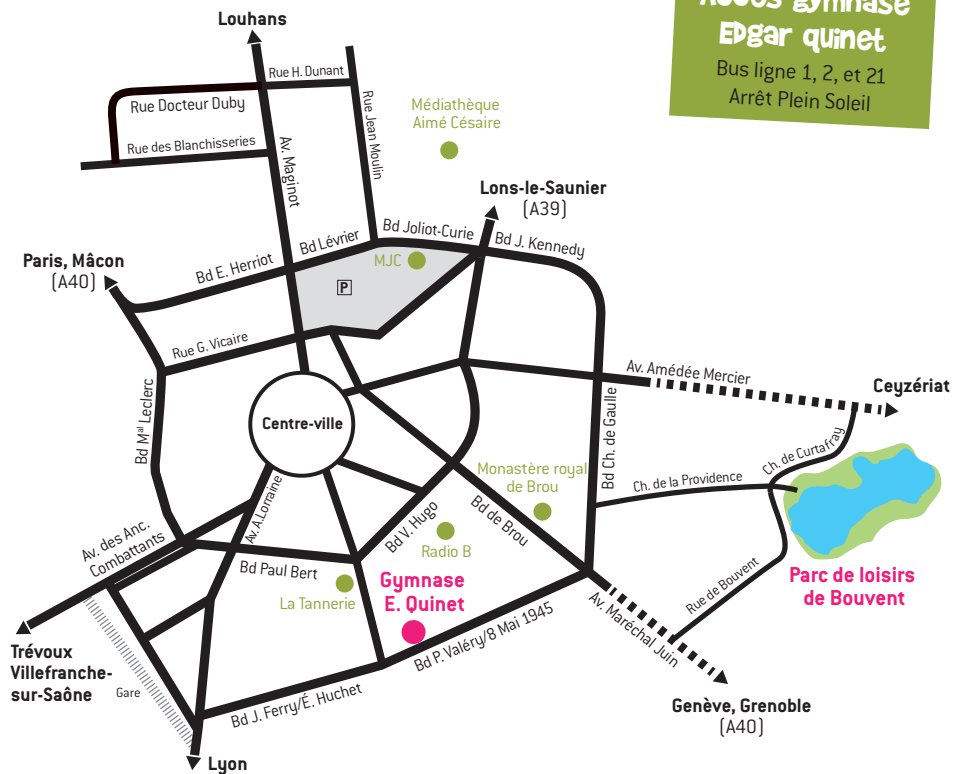 gymnase
EDgar quinet
Bus ligne 1, 2, et 21
Arrêt Plein Soleil
Louhans
Rue H. Dunant
Rue Docteur Duby
Rue Jean Moulin
Médiathèque
Aimé Césaire
Rue des Blanchisseries
Av. Maginot
Lons-le-Saunier
(A39)
Bd Joliot-Curie
Bd J. Kennedy
Bd Lévrier
MJC
Paris, Mâcon
(A40)
Bd E. Herriot
P
Rue G. Vicaire
Av. Amédée Mercier
Ceyzériat
Bd Mal Leclerc
Centre-ville
Bd Ch. de Gaulle
Ch. de Curtafray
Monastère royal
de Brou
Ch. de la Providence
Av. A.Lorraine
Bd V. Hugo
Bd de Brou
Av. des Anc.
Combattants
Radio B
Bd Paul Bert
Gymnase
E. Quinet
La Tannerie
Parc de loisirs
de Bouvent
Rue de Bouvent
Av. Maréchal Juin
Bd P. Valéry/8 Mai 1945
Trévoux
Villefranche-
sur-Saône
Gare
Bd J. Ferry/É. Huchet
Genève, Grenoble
(A40)
Lyon